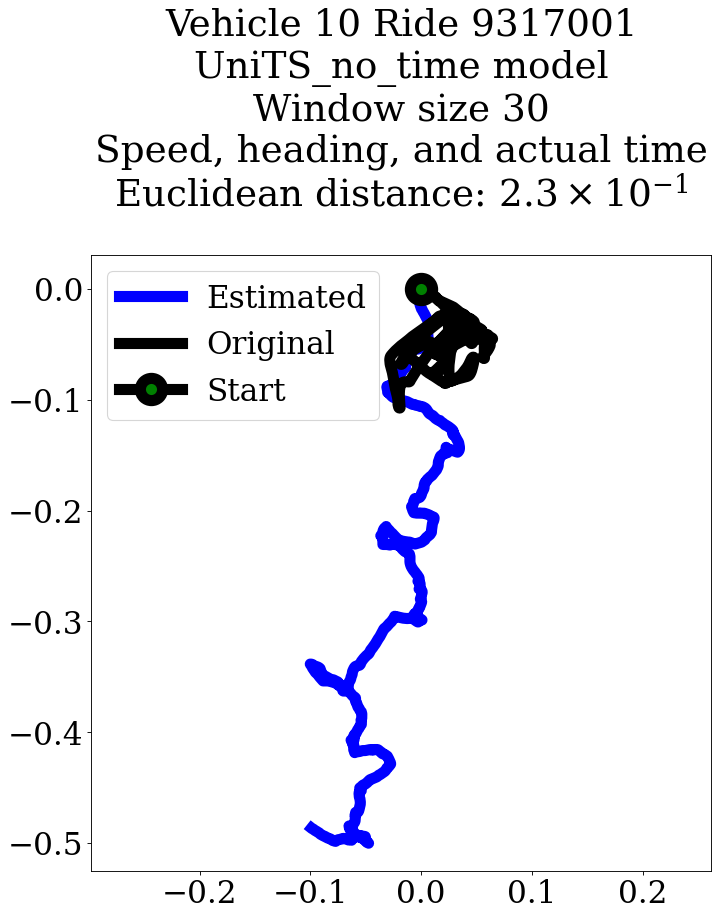 Vehicle 10 Ride 9317001
UniTS_no_time model
Window size 30
Speed, heading, and actual time
Euclidean distance: 2.3 × 10⁻¹
Estimated
Original
Start
0.0
−0.1
−0.2
−0.3
−0.4
−0.5
−0.2 −0.1 0.0 0.1 0.2